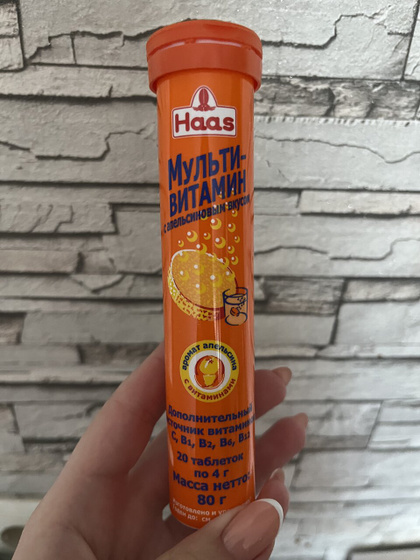 Haas
МУЛЬТИ-
ВИТАМИН
с апельсиновым вкусом
аромат апельсина
с витаминами
Дополнительный
источник витаминов
С, B₁, B₂, B₆, B₁₂
20 таблеток
по 4 г
Масса нетто:
80 г